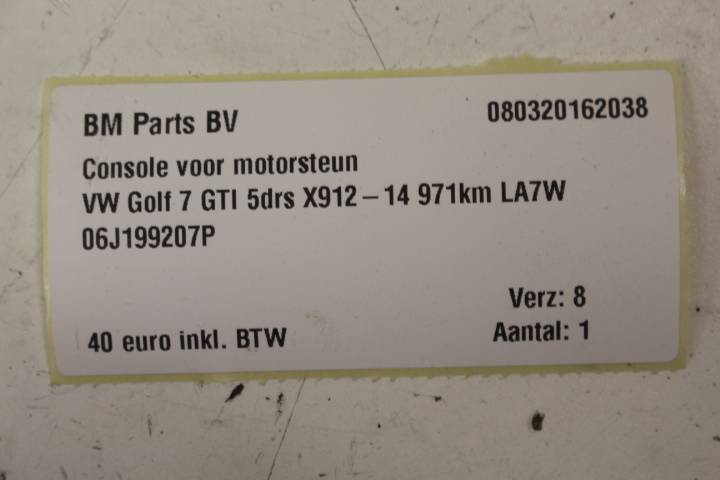 BM Parts BV
080320162038
Console voor motorsteun
VW Golf 7 GTI 5drs X912 – 14 971km LA7W
06J199207P
Verz: 8
40 euro inkl. BTW
Aantal: 1